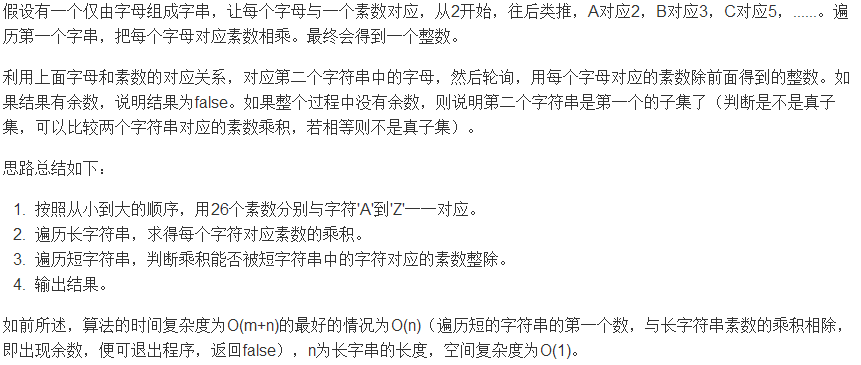 假设有一个仅由字母组成字串，让每个字母与一个素数对应，从2开始，往后类推，A对应2，B对应3，C对应5，......。遍
历第一个字串，把每个字母对应素数相乘。最终会得到一个整数。
利用上面字母和素数的对应关系，对应第二个字符串中的字母，然后轮询，用每个字母对应的素数除前面得到的整数。如
果结果有余数，说明结果为false。如果整个过程中没有余数，则说明第二个字符串是第一个的子集了（判断是不是真子
集，可以比较两个字符串对应的素数乘积，若相等则不是真子集）。
思路总结如下：
1. 按照从小到大的顺序，用26个素数分别与字符'A'到'Z'一一对应。
2. 遍历长字符串，求得每个字符对应素数的乘积。
3. 遍历短字符串，判断乘积能否被短字符串中的字符对应的素数整除。
4. 输出结果。
如前所述，算法的时间复杂度为O(m+n)的最好的情况为O(n)（遍历短的字符串的第一个数，与长字符串素数的乘积相除，
即出现余数，便可退出程序，返回false），n为长字串的长度，空间复杂度为O(1)。